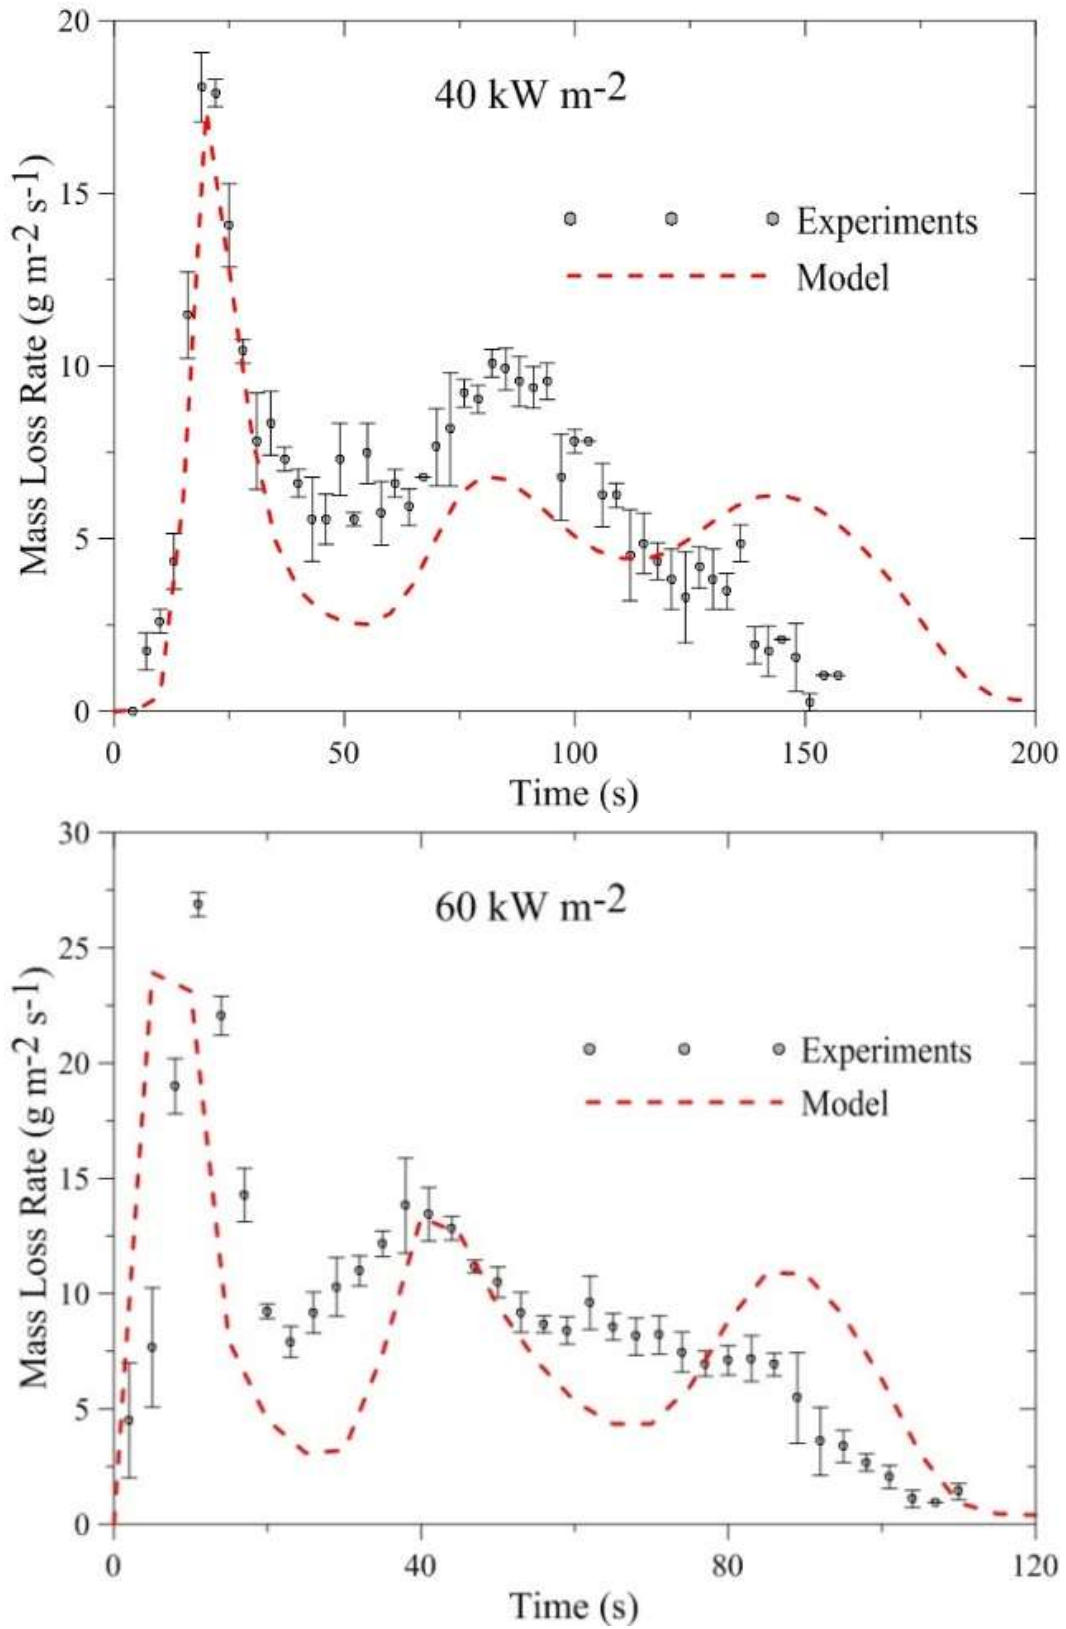 20
40 kW m-2
15
Experiments
Model
10
5
0
Mass Loss Rate (g m-2 s-1)
0 50 100 150 200
Time (s)
30
60 kW m-2
25
20
Experiments
Model
15
10
5
0
Mass Loss Rate (g m-2 s-1)
0 40 80 120
Time (s)